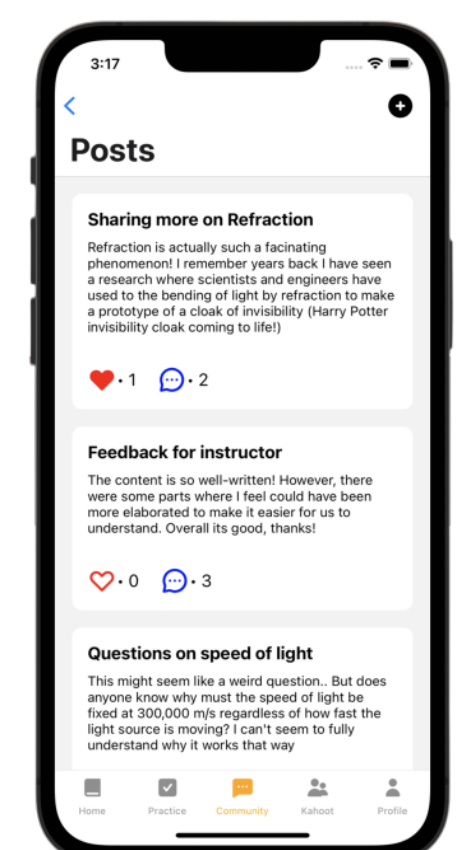 3:17
Posts
Sharing more on Refraction
Refraction is actually such a facinating
phenomenon! I remember years back I have seen
a research where scientists and engineers have
used to the bending of light by refraction to make
a prototype of a cloak of invisibility (Harry Potter
invisibility cloak coming to life!)
• 1 • 2
Feedback for instructor
The content is so well-written! However, there
were some parts where I feel could have been
more elaborated to make it easier for us to
understand. Overall its good, thanks!
• 0 • 3
Questions on speed of light
This might seem like a weird question.. But does
anyone know why must the speed of light be
fixed at 300,000 m/s regardless of how fast the
light source is moving? I can't seem to fully
understand why it works that way
Home Practice Community Kahoot Profile